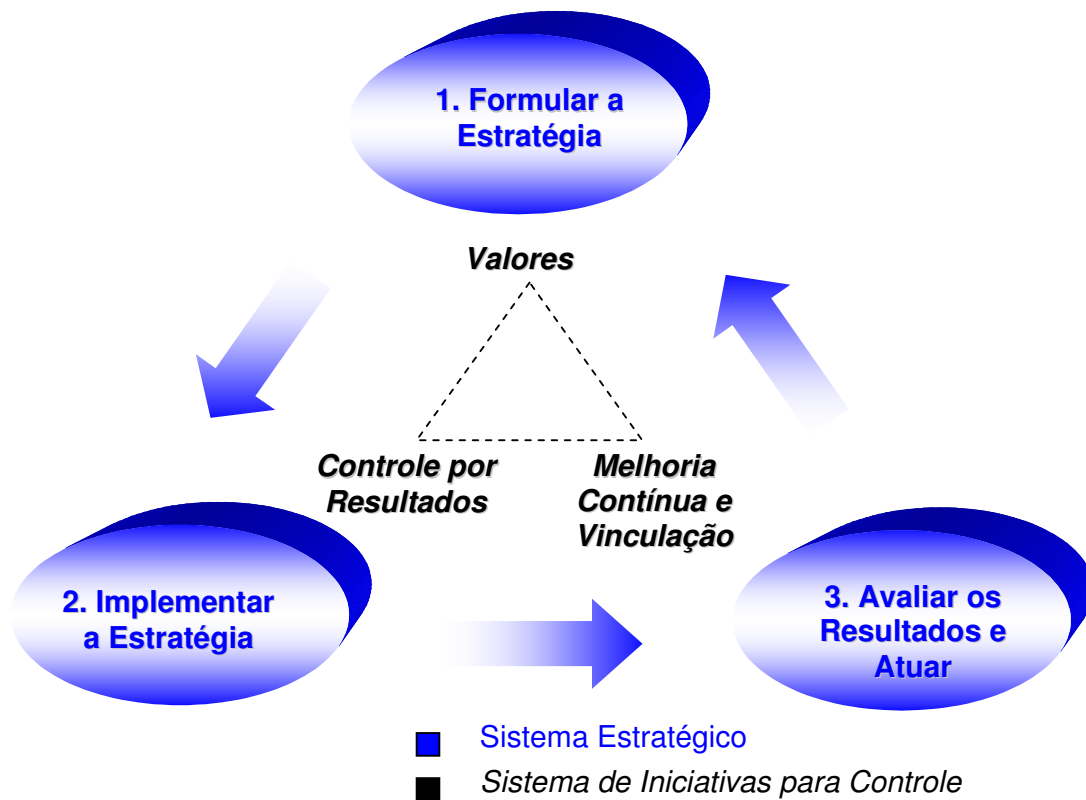 1. Formular a
Estratégia
Valores
Controle por
Resultados
Melhoria
Contínua e
Vinculação
2. Implementar
a Estratégia
3. Avaliar os
Resultados e
Atuar
Sistema Estratégico
Sistema de Iniciativas para Controle